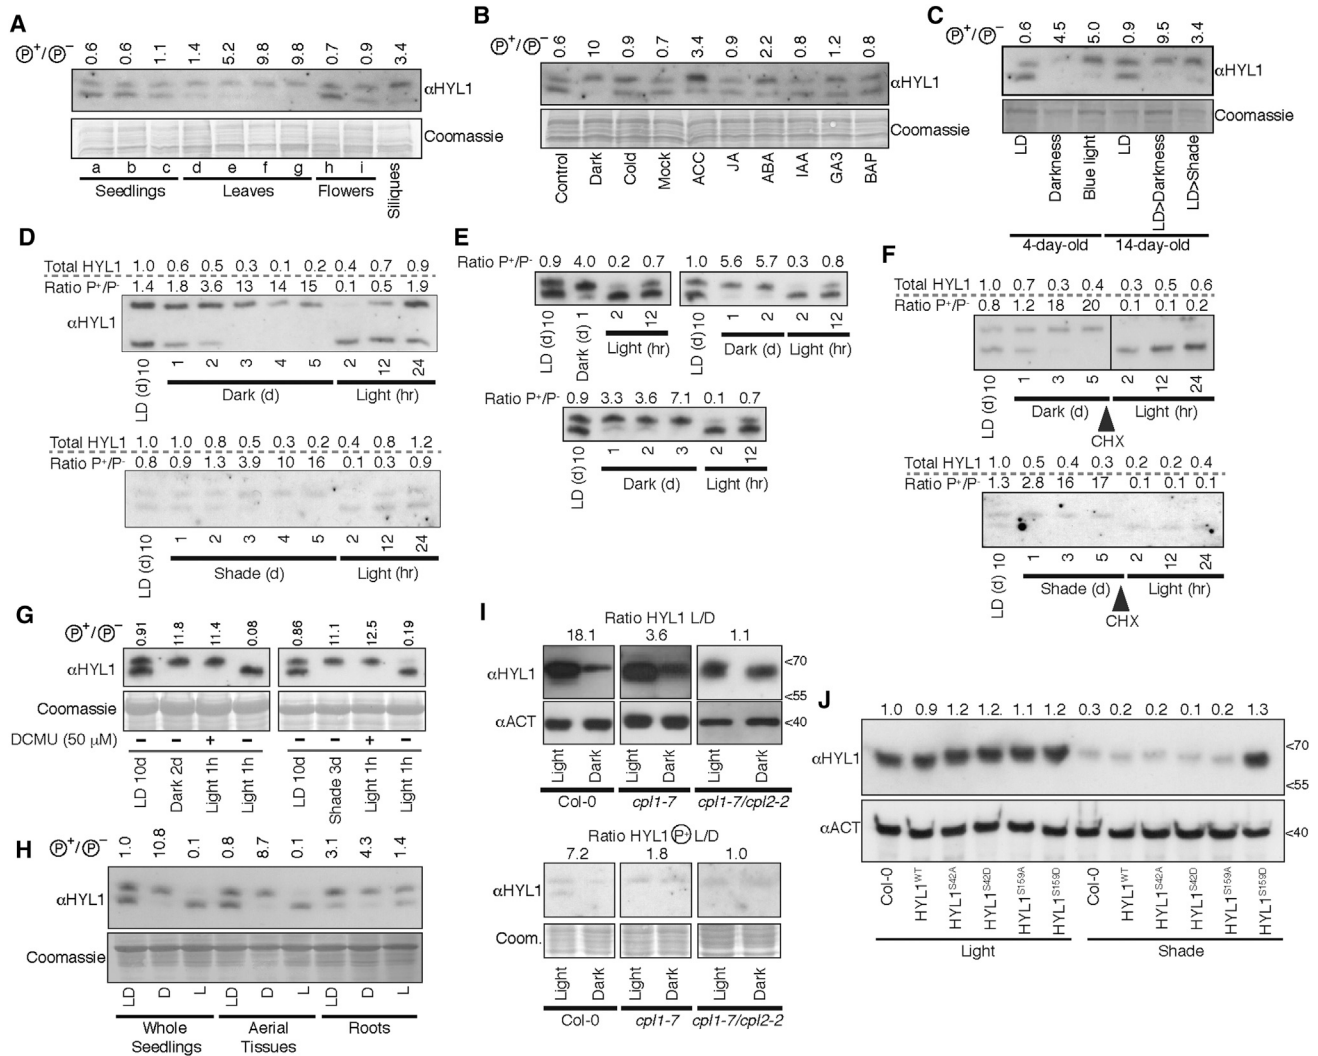 A
P+/P− 0.6 0.6 1.1 1.4 5.2 9.8 9.8 0.7 0.9 3.4
αHYL1
Coomassie
a b c d e f g h i Siliques
Seedlings Leaves Flowers
B
P+/P− 0.6 10 0.9 0.7 3.4 0.9 2.2 0.8 1.2 0.8
αHYL1
Coomassie
Control Dark Cold Mock ACC JA ABA IAA GA3 BAP
C
P+/P− 0.6 4.5 5.0 0.9 9.5 3.4
αHYL1
Coomassie
LD Darkness Blue light LD LD>Darkness LD>Shade
4-day-old 14-day-old
D
Total HYL1 1.0 0.6 0.5 0.3 0.1 0.2 0.4 0.7 0.9
Ratio P+/P- 1.4 1.8 3.6 13 14 15 0.1 0.5 1.9
αHYL1
LD (d) 10 1 2 3 4 5 2 12 24
Dark (d) Light (hr)
Total HYL1 1.0 1.0 0.8 0.5 0.3 0.2 0.4 0.8 1.2
Ratio P+/P- 0.8 0.9 1.3 3.9 10 16 0.1 0.3 0.9
LD (d) 10 1 2 3 4 5 2 12 24
Shade (d) Light (hr)
E
Ratio P+/P- 0.9 4.0 0.2 0.7 1.0 5.6 5.7 0.3 0.8
LD (d) 10 Dark (d) 1 2 12 LD (d) 10 1 2 2 12
Light (hr) Dark (d) Light (hr)
Ratio P+/P- 0.9 3.3 3.6 7.1 0.1 0.7
LD (d) 10 1 2 3 2 12
Dark (d) Light (hr)
F
Total HYL1 1.0 0.7 0.3 0.4 0.3 0.5 0.6
Ratio P+/P- 0.8 1.2 18 20 0.1 0.1 0.2
LD (d) 10 1 3 5 2 12 24
Dark (d) Light (hr)
CHX
Total HYL1 1.0 0.5 0.4 0.3 0.2 0.2 0.4
Ratio P+/P- 1.3 2.8 16 17 0.1 0.1 0.1
LD (d) 10 1 3 5 2 12 24
Shade (d) Light (hr)
CHX
G
P+/P− 0.91 11.8 11.4 0.08 0.86 11.1 12.5 0.19
αHYL1
Coomassie
DCMU (50 μM) − − + − − − + −
LD 10d Dark 2d Light 1h Light 1h LD 10d Shade 3d Light 1h Light 1h
H
P+/P− 1.0 10.8 0.1 0.8 8.7 0.1 3.1 4.3 1.4
αHYL1
Coomassie
LD D L LD D L LD D L
Whole Seedlings Aerial Tissues Roots
I
Ratio HYL1 L/D
18.1 3.6 1.1
αHYL1 <70
<55
αACT <40
Light Dark Light Dark Light Dark
Col-0 cpl1-7 cpl1-7/cpl2-2
Ratio HYL1 P+ L/D
7.2 1.8 1.0
αHYL1
Coom.
Light Dark Light Dark Light Dark
Col-0 cpl1-7 cpl1-7/cpl2-2
J
1.0 0.9 1.2 1.2 1.1 1.2 0.3 0.2 0.2 0.1 0.2 1.3
αHYL1 <70
<55
αACT <40
Col-0 HYL1WT HYL1S42A HYL1S42D HYL1S159A HYL1S159D Col-0 HYL1WT HYL1S42A HYL1S42D HYL1S159A HYL1S159D
Light Shade